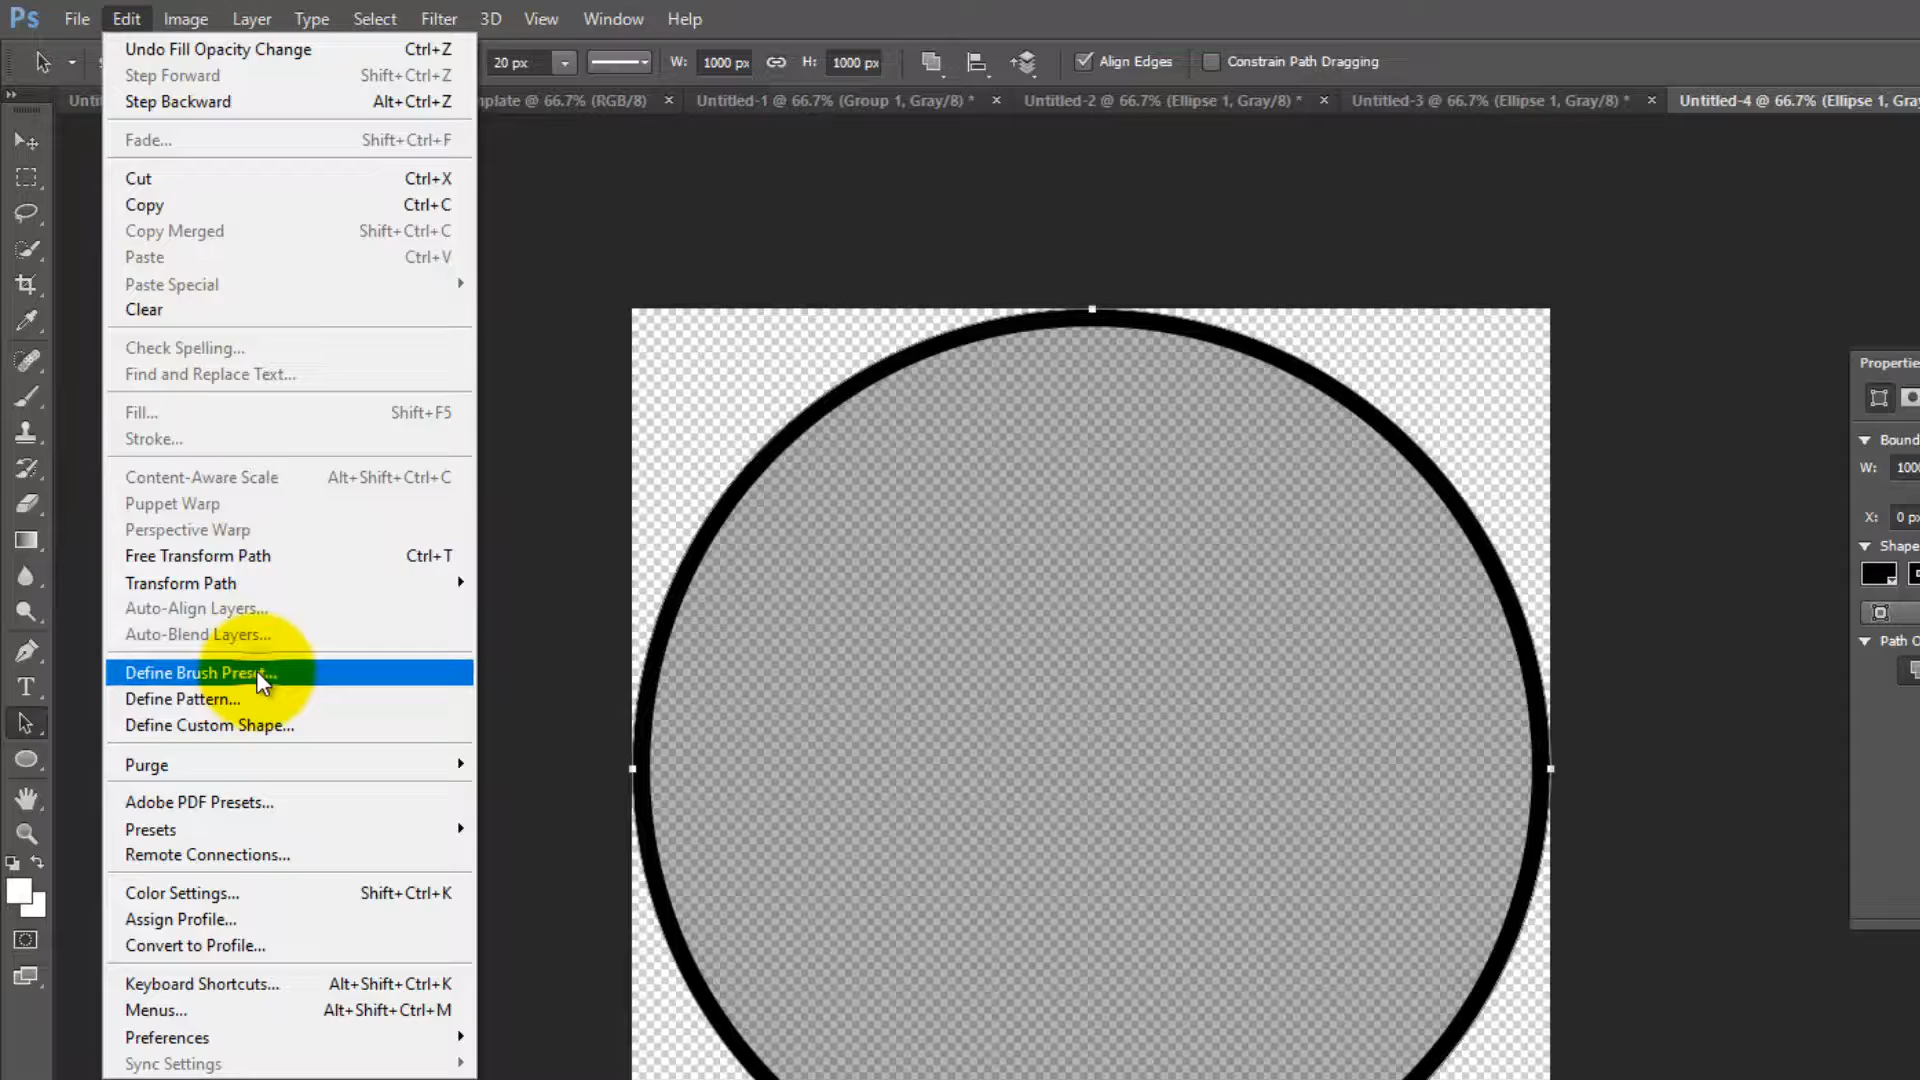 Ps File Edit Image Layer Type Select Filter 3D View Window Help
20 px W: 1000 px H: 1000 px Align Edges Constrain Path Dragging
mplate @ 66.7% (RGB/8) × Untitled-1 @ 66.7% (Group 1, Gray/8) * × Untitled-2 @ 66.7% (Ellipse 1, Gray/8) * × Untitled-3 @ 66.7% (Ellipse 1, Gray/8) * × Untitled-4 @ 66.7% (Ellipse 1, Gray
Undo Fill Opacity Change Ctrl+Z
Step Forward Shift+Ctrl+Z
Step Backward Alt+Ctrl+Z
Fade... Shift+Ctrl+F
Cut Ctrl+X
Copy Ctrl+C
Copy Merged Shift+Ctrl+C
Paste Ctrl+V
Paste Special
Clear
Check Spelling...
Find and Replace Text...
Fill... Shift+F5
Stroke...
Content-Aware Scale Alt+Shift+Ctrl+C
Puppet Warp
Perspective Warp
Free Transform Path Ctrl+T
Transform Path
Auto-Align Layers...
Auto-Blend Layers...
Define Brush Preset...
Define Pattern...
Define Custom Shape...
Purge
Adobe PDF Presets...
Presets
Remote Connections...
Color Settings... Shift+Ctrl+K
Assign Profile...
Convert to Profile...
Keyboard Shortcuts... Alt+Shift+Ctrl+K
Menus... Alt+Shift+Ctrl+M
Preferences
Sync Settings
Propertie
Bound
W: 100
X: 0 px
Shape
Path O